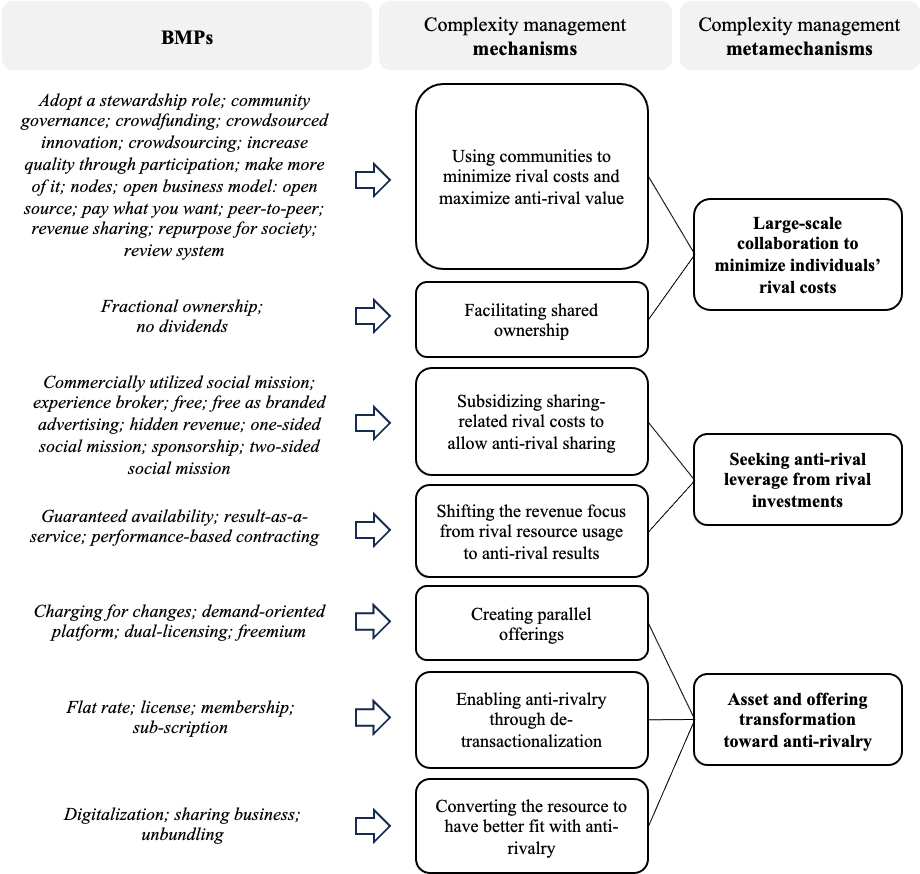 BMPs
Complexity management
mechanisms
Complexity management
metamechanisms
Adopt a stewardship role; community
governance; crowdfunding; crowdsourced
innovation; crowdsourcing; increase
quality through participation; make more
of it; nodes; open business model: open
source; pay what you want; peer-to-peer;
revenue sharing; repurpose for society;
review system
Using communities to
minimize rival costs and
maximize anti-rival value
Large-scale
collaboration to
minimize individuals’
rival costs
Fractional ownership;
no dividends
Facilitating shared
ownership
Commercially utilized social mission;
experience broker; free; free as branded
advertising; hidden revenue; one-sided
social mission; sponsorship; two-sided
social mission
Subsidizing sharing-
related rival costs to
allow anti-rival sharing
Seeking anti-rival
leverage from rival
investments
Guaranteed availability; result-as-a-
service; performance-based contracting
Shifting the revenue focus
from rival resource usage
to anti-rival results
Charging for changes; demand-oriented
platform; dual-licensing; freemium
Creating parallel
offerings
Flat rate; license; membership;
sub-scription
Enabling anti-rivalry
through de-
transactionalization
Asset and offering
transformation
toward anti-rivalry
Digitalization; sharing business;
unbundling
Converting the resource to
have better fit with anti-
rivalry